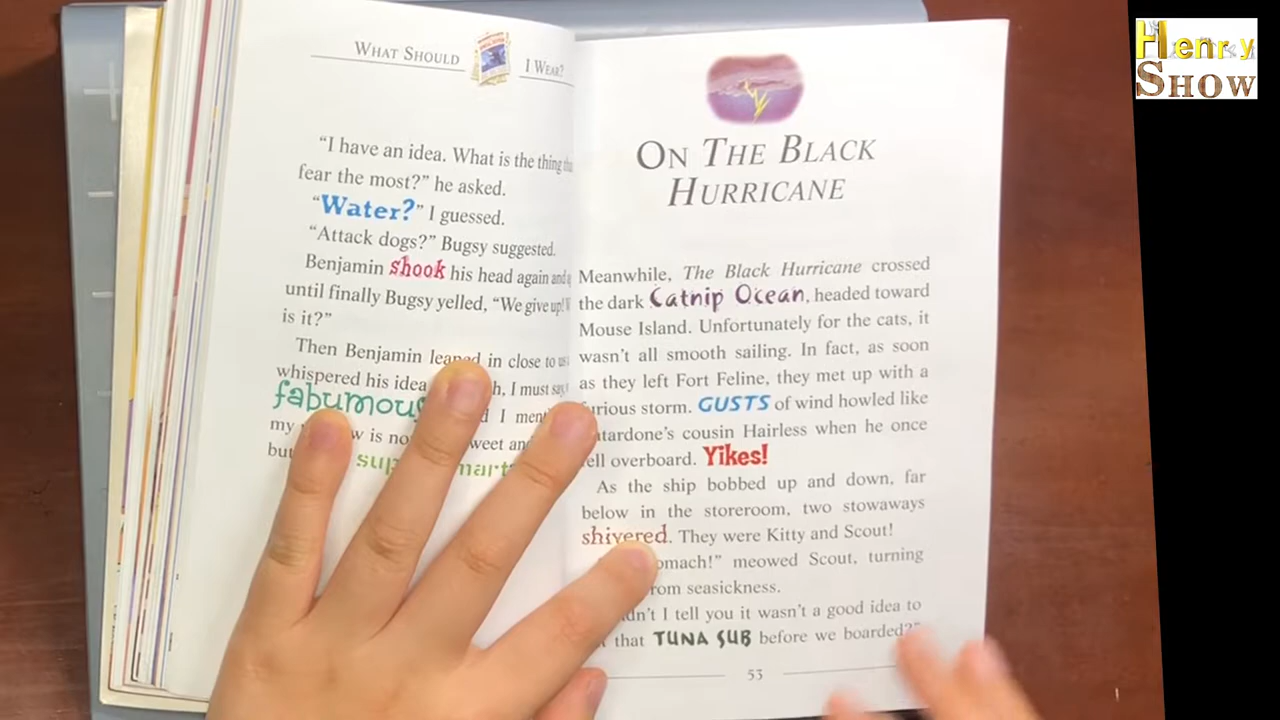 WHAT SHOULD I WEAR?
“I have an idea. What is the thing
fear the most?” he asked.
“Water?” I guessed.
“Attack dogs?” Bugsy suggested.
Benjamin shook his head again and
until finally Bugsy yelled, “We give up!
is it?”
Then Benjamin leaned in close to us
whispered his idea I must say
fabumous I
my is no sweet and
but
ON THE BLACK
HURRICANE
Meanwhile, The Black Hurricane crossed
the dark Catnip Ocean, headed toward
Mouse Island. Unfortunately for the cats, it
wasn’t all smooth sailing. In fact, as soon
as they left Fort Feline, they met up with a
furious storm. GUSTS of wind howled like
cousin Hairless when he once
fell overboard. Yikes!
As the ship bobbed up and down, far
below in the storeroom, two stowaways
shivered. They were Kitty and Scout!
meowed Scout, turning
from seasickness.
I tell you it wasn’t a good idea to
that TUNA SUB before we boarded?”
53
Henry
SHOW